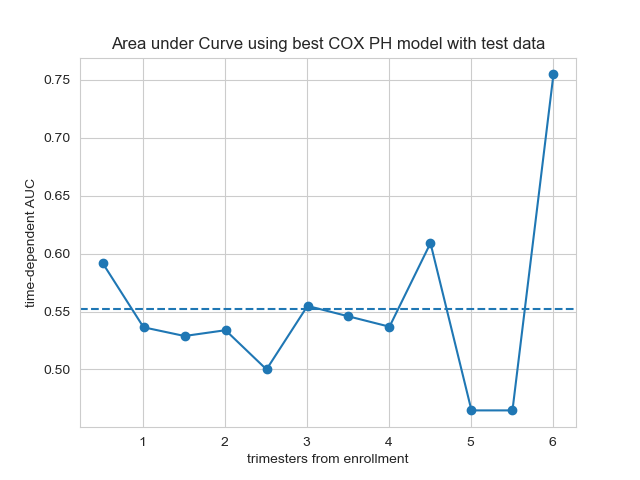 Area under Curve using best COX PH model with test data
time-dependent AUC
0.75
0.70
0.65
0.60
0.55
0.50
1 2 3 4 5 6
trimesters from enrollment